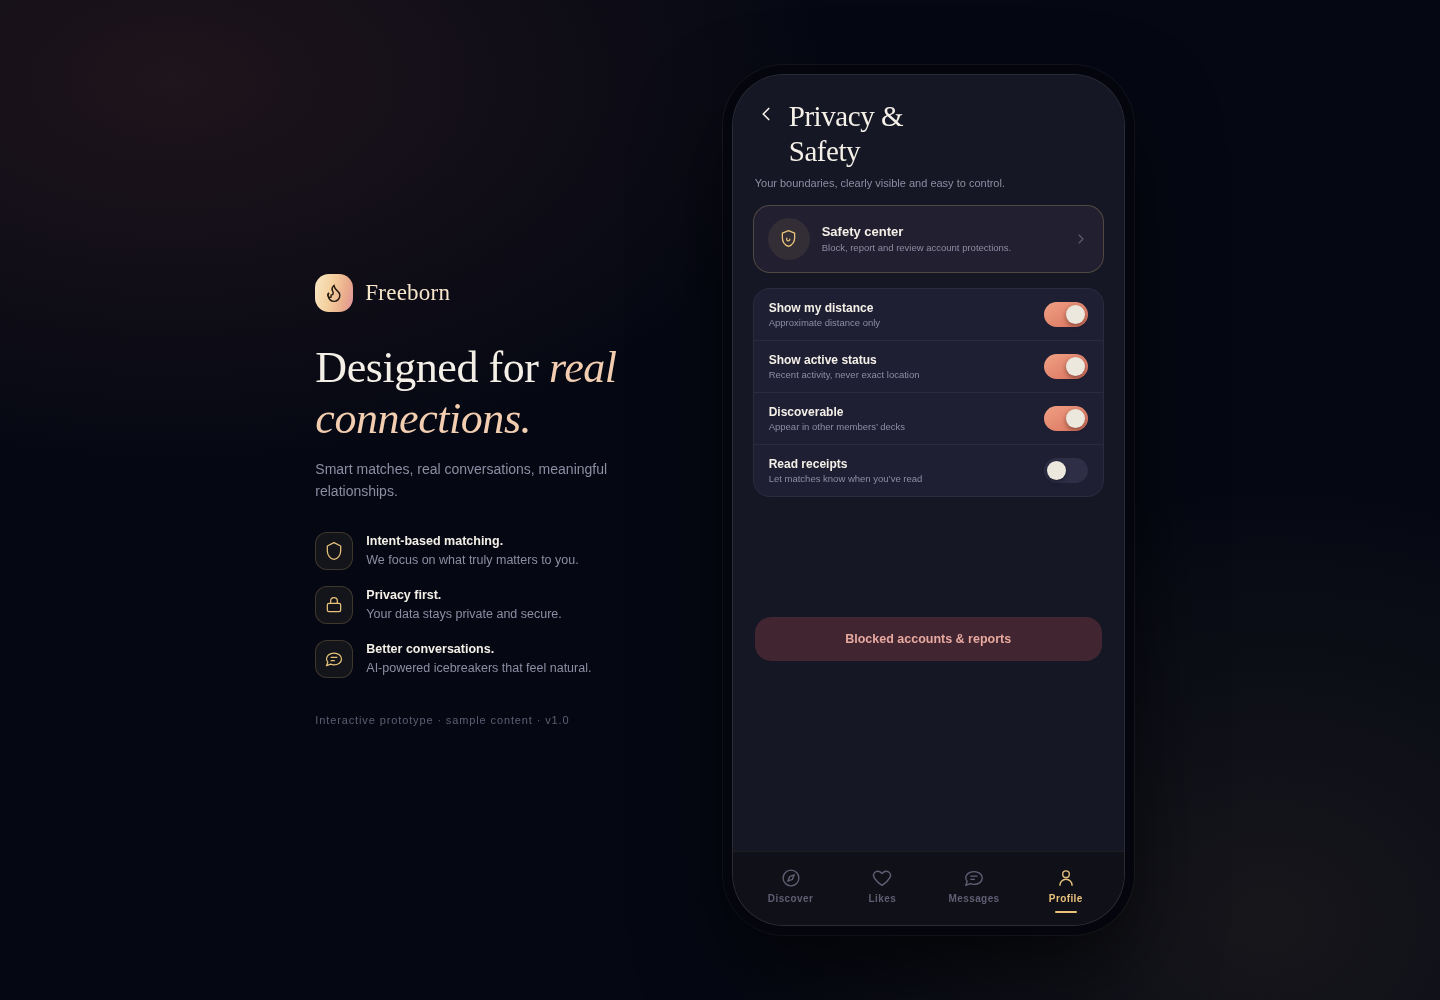 Freeborn
Designed for real
connections.
Smart matches, real conversations, meaningful
relationships.
Intent-based matching.
We focus on what truly matters to you.
Privacy first.
Your data stays private and secure.
Better conversations.
AI-powered icebreakers that feel natural.
Interactive prototype · sample content · v1.0
Privacy &
Safety
Your boundaries, clearly visible and easy to control.
Safety center
Block, report and review account protections.
Show my distance
Approximate distance only
Show active status
Recent activity, never exact location
Discoverable
Appear in other members' decks
Read receipts
Let matches know when you've read
Blocked accounts & reports
Discover
Likes
Messages
Profile